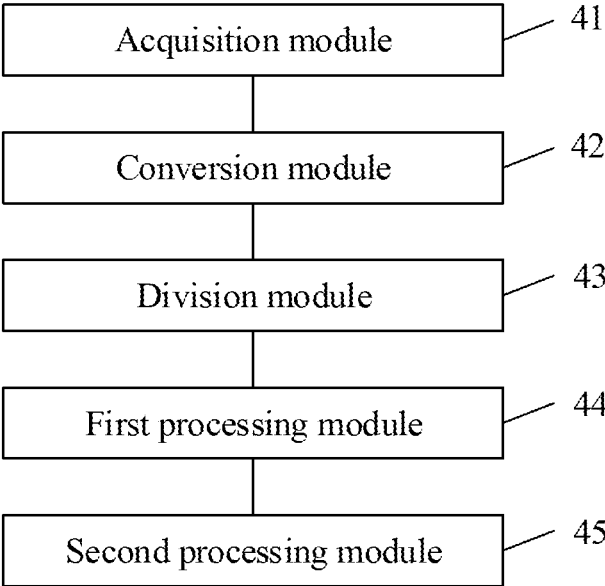 Acquisition module 41
Conversion module 42
Division module 43
First processing module 44
Second processing module 45